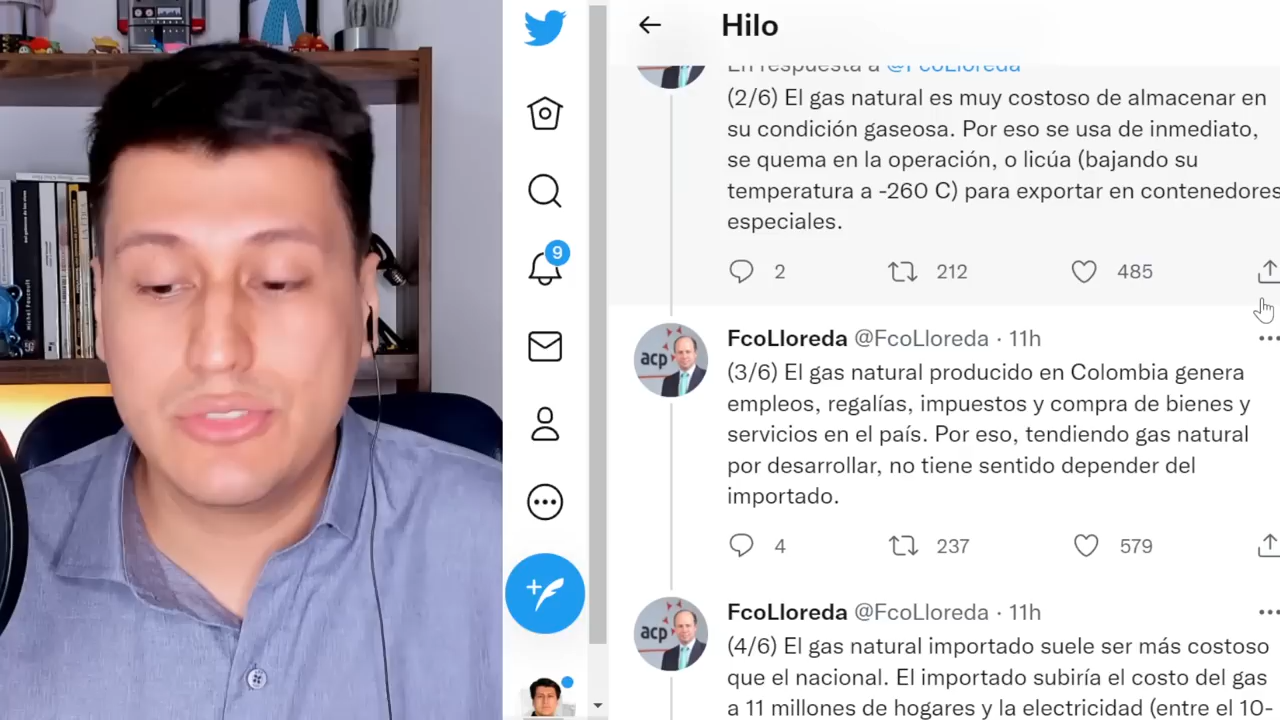 Hilo
En respuesta a @FcoLloreda
(2/6) El gas natural es muy costoso de almacenar en
su condición gaseosa. Por eso se usa de inmediato,
se quema en la operación, o licúa (bajando su
temperatura a -260 C) para exportar en contenedores
especiales.
2 212 485
9
FcoLloreda @FcoLloreda · 11h
acp
(3/6) El gas natural producido en Colombia genera
empleos, regalías, impuestos y compra de bienes y
servicios en el país. Por eso, tendiendo gas natural
por desarrollar, no tiene sentido depender del
importado.
4 237 579
FcoLloreda @FcoLloreda · 11h
acp
(4/6) El gas natural importado suele ser más costoso
que el nacional. El importado subiría el costo del gas
a 11 millones de hogares y la electricidad (entre el 10-
michel foucault